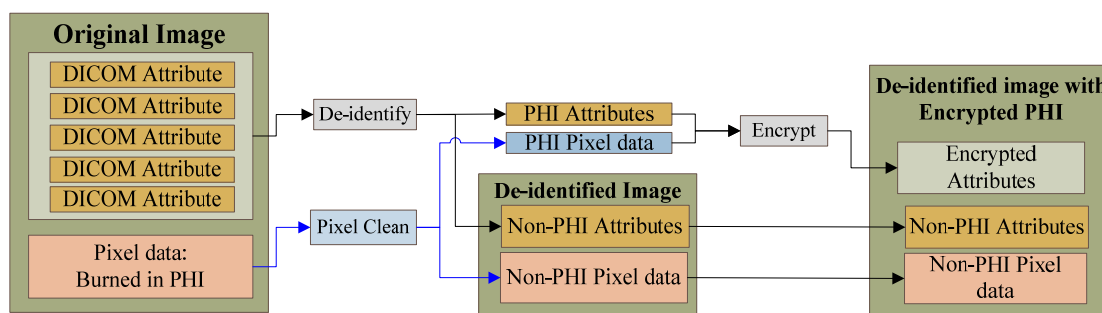 Original Image
DICOM Attribute
DICOM Attribute
DICOM Attribute
DICOM Attribute
DICOM Attribute
Pixel data:
Burned in PHI
De-identify
Pixel Clean
PHI Attributes
PHI Pixel data
De-identified Image
Non-PHI Attributes
Non-PHI Pixel data
Encrypt
De-identified image with
Encrypted PHI
Encrypted
Attributes
Non-PHI Attributes
Non-PHI Pixel
data